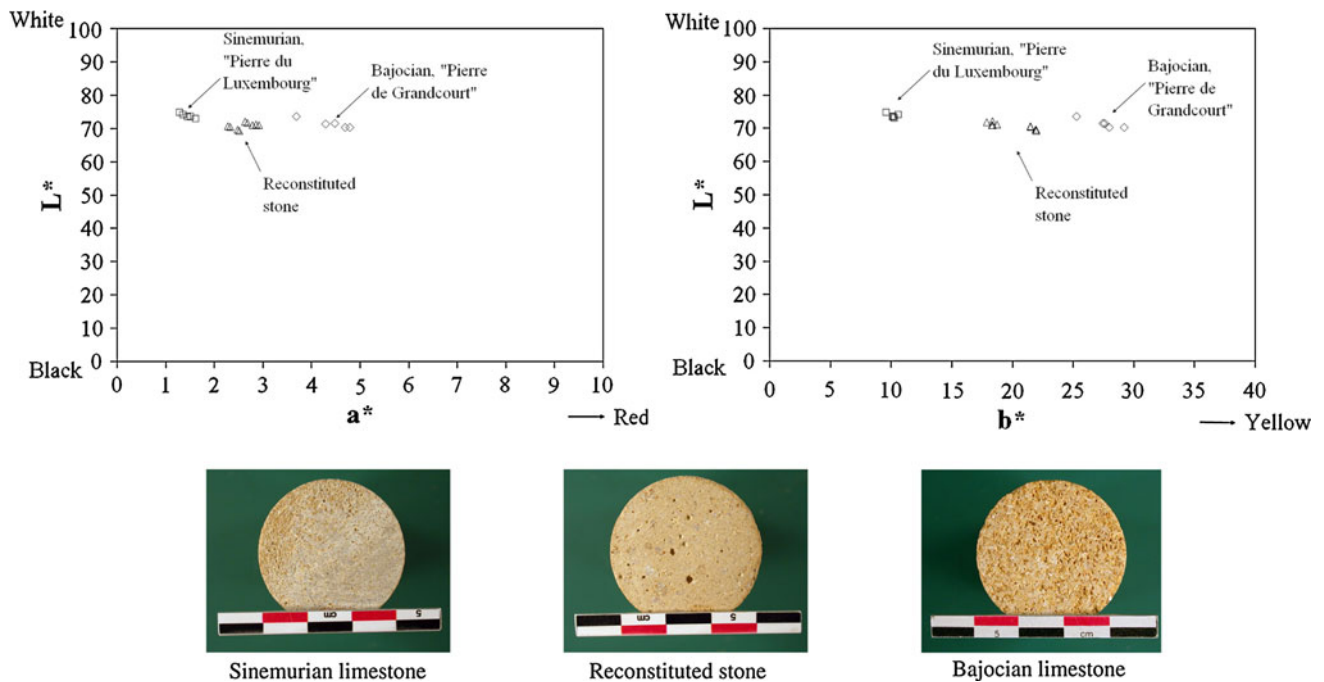 White
100
90
80
70
60
50
40
30
20
10
0
Black
L*
Sinemurian,
"Pierre du
Luxembourg"
Bajocian, "Pierre
de Grandcourt"
Reconstituted
stone
0 1 2 3 4 5 6 7 8 9 10
a*
Red
White
100
90
80
70
60
50
40
30
20
10
0
Black
L*
Sinemurian, "Pierre
du Luxembourg"
Bajocian,
"Pierre de
Grandcourt"
Reconstituted
stone
0 5 10 15 20 25 30 35 40
b*
Yellow
cm 5
cm 5
5 cm
Sinemurian limestone
Reconstituted stone
Bajocian limestone